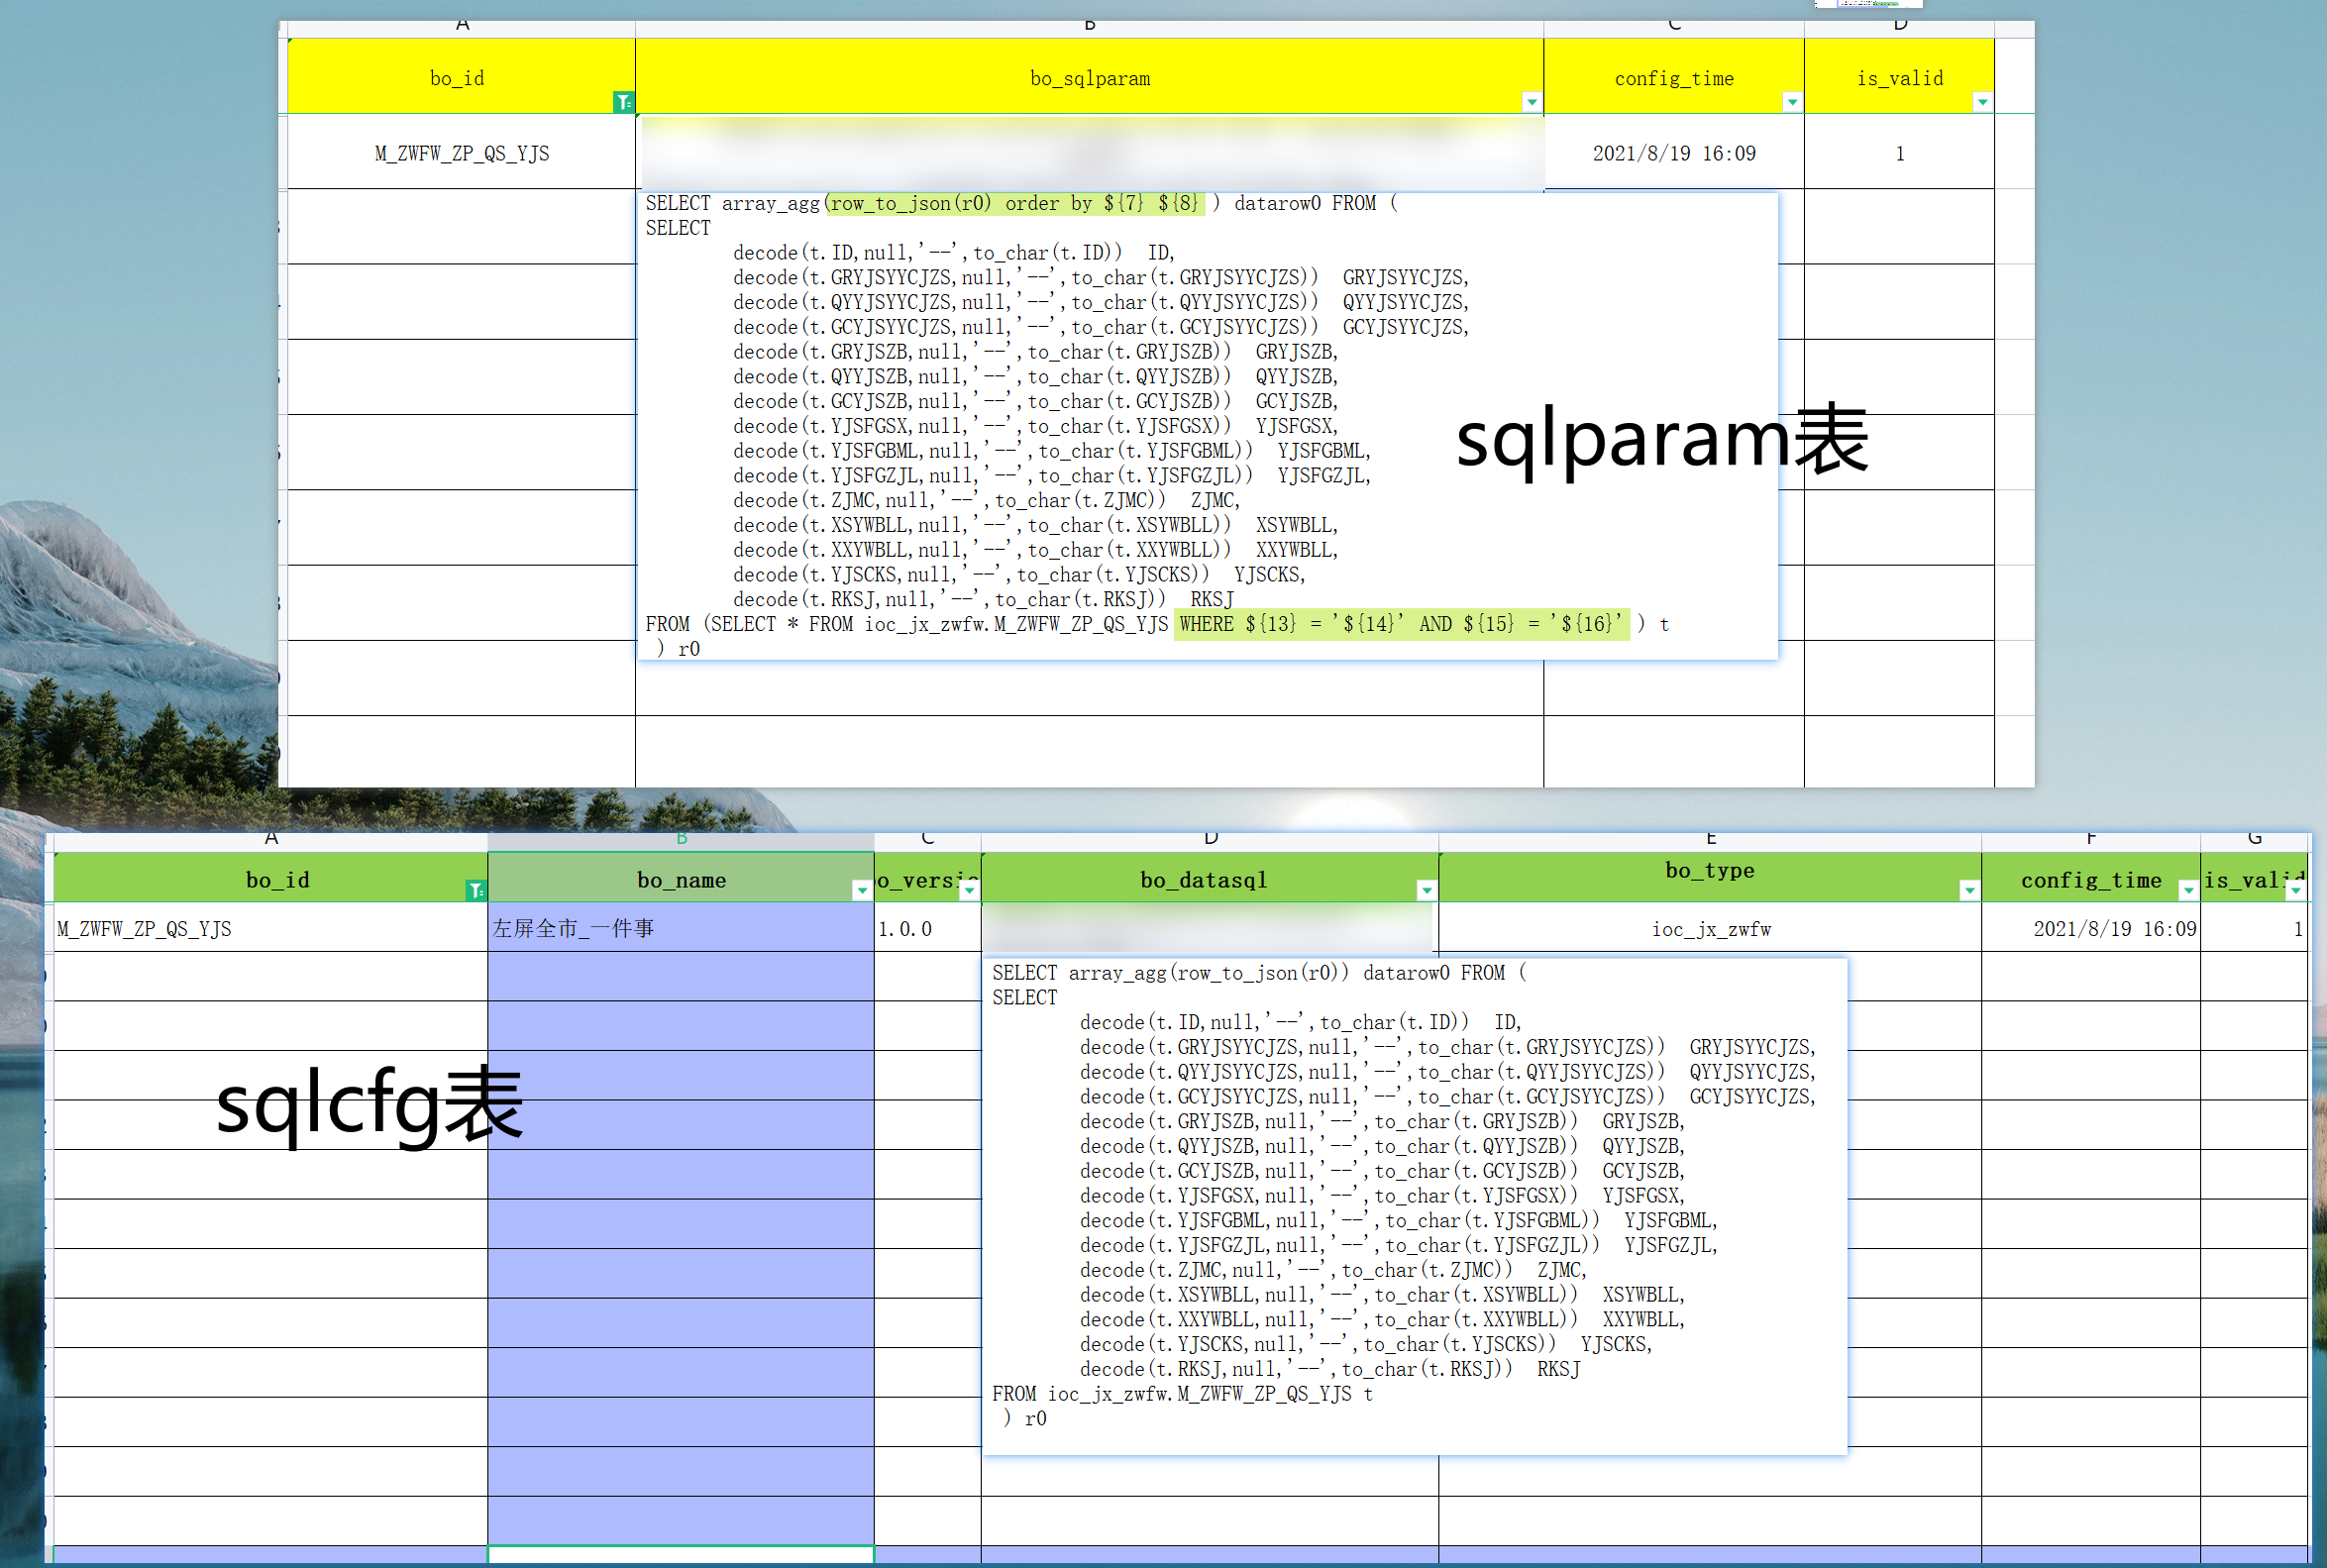 A B C D
bo_id bo_sqlparam config_time is_valid
M_ZWFW_ZP_QS_YJS 2021/8/19 16:09 1
SELECT array_agg(row_to_json(r0) order by ${7} ${8} ) datarow0 FROM (
SELECT
decode(t.ID,null,'--',to_char(t.ID)) ID,
decode(t.GRYJSYYCJZS,null,'--',to_char(t.GRYJSYYCJZS)) GRYJSYYCJZS,
decode(t.QYYJSYYCJZS,null,'--',to_char(t.QYYJSYYCJZS)) QYYJSYYCJZS,
decode(t.GCYJSYYCJZS,null,'--',to_char(t.GCYJSYYCJZS)) GCYJSYYCJZS,
decode(t.GRYJSZB,null,'--',to_char(t.GRYJSZB)) GRYJSZB,
decode(t.QYYJSZB,null,'--',to_char(t.QYYJSZB)) QYYJSZB,
decode(t.GCYJSZB,null,'--',to_char(t.GCYJSZB)) GCYJSZB,
decode(t.YJSFGSX,null,'--',to_char(t.YJSFGSX)) YJSFGSX,
decode(t.YJSFGBML,null,'--',to_char(t.YJSFGBML)) YJSFGBML,
decode(t.YJSFGZJL,null,'--',to_char(t.YJSFGZJL)) YJSFGZJL,
decode(t.ZJMC,null,'--',to_char(t.ZJMC)) ZJMC,
decode(t.XSYWBLL,null,'--',to_char(t.XSYWBLL)) XSYWBLL,
decode(t.XXYWBLL,null,'--',to_char(t.XXYWBLL)) XXYWBLL,
decode(t.YJSCKS,null,'--',to_char(t.YJSCKS)) YJSCKS,
decode(t.RKSJ,null,'--',to_char(t.RKSJ)) RKSJ
FROM (SELECT * FROM ioc_jx_zwfw.M_ZWFW_ZP_QS_YJS WHERE ${13} = '${14}' AND ${15} = '${16}' ) t
) r0
sqlparam表
A B C D E F G
bo_id bo_name o_versic bo_datasql bo_type config_time is_valid
M_ZWFW_ZP_QS_YJS 左屏全市_一件事 1.0.0 ioc_jx_zwfw 2021/8/19 16:09 1
SELECT array_agg(row_to_json(r0)) datarow0 FROM (
SELECT
decode(t.ID,null,'--',to_char(t.ID)) ID,
decode(t.GRYJSYYCJZS,null,'--',to_char(t.GRYJSYYCJZS)) GRYJSYYCJZS,
decode(t.QYYJSYYCJZS,null,'--',to_char(t.QYYJSYYCJZS)) QYYJSYYCJZS,
decode(t.GCYJSYYCJZS,null,'--',to_char(t.GCYJSYYCJZS)) GCYJSYYCJZS,
decode(t.GRYJSZB,null,'--',to_char(t.GRYJSZB)) GRYJSZB,
decode(t.QYYJSZB,null,'--',to_char(t.QYYJSZB)) QYYJSZB,
decode(t.GCYJSZB,null,'--',to_char(t.GCYJSZB)) GCYJSZB,
decode(t.YJSFGSX,null,'--',to_char(t.YJSFGSX)) YJSFGSX,
decode(t.YJSFGBML,null,'--',to_char(t.YJSFGBML)) YJSFGBML,
decode(t.YJSFGZJL,null,'--',to_char(t.YJSFGZJL)) YJSFGZJL,
decode(t.ZJMC,null,'--',to_char(t.ZJMC)) ZJMC,
decode(t.XSYWBLL,null,'--',to_char(t.XSYWBLL)) XSYWBLL,
decode(t.XXYWBLL,null,'--',to_char(t.XXYWBLL)) XXYWBLL,
decode(t.YJSCKS,null,'--',to_char(t.YJSCKS)) YJSCKS,
decode(t.RKSJ,null,'--',to_char(t.RKSJ)) RKSJ
FROM ioc_jx_zwfw.M_ZWFW_ZP_QS_YJS t
) r0
sqlcfg表